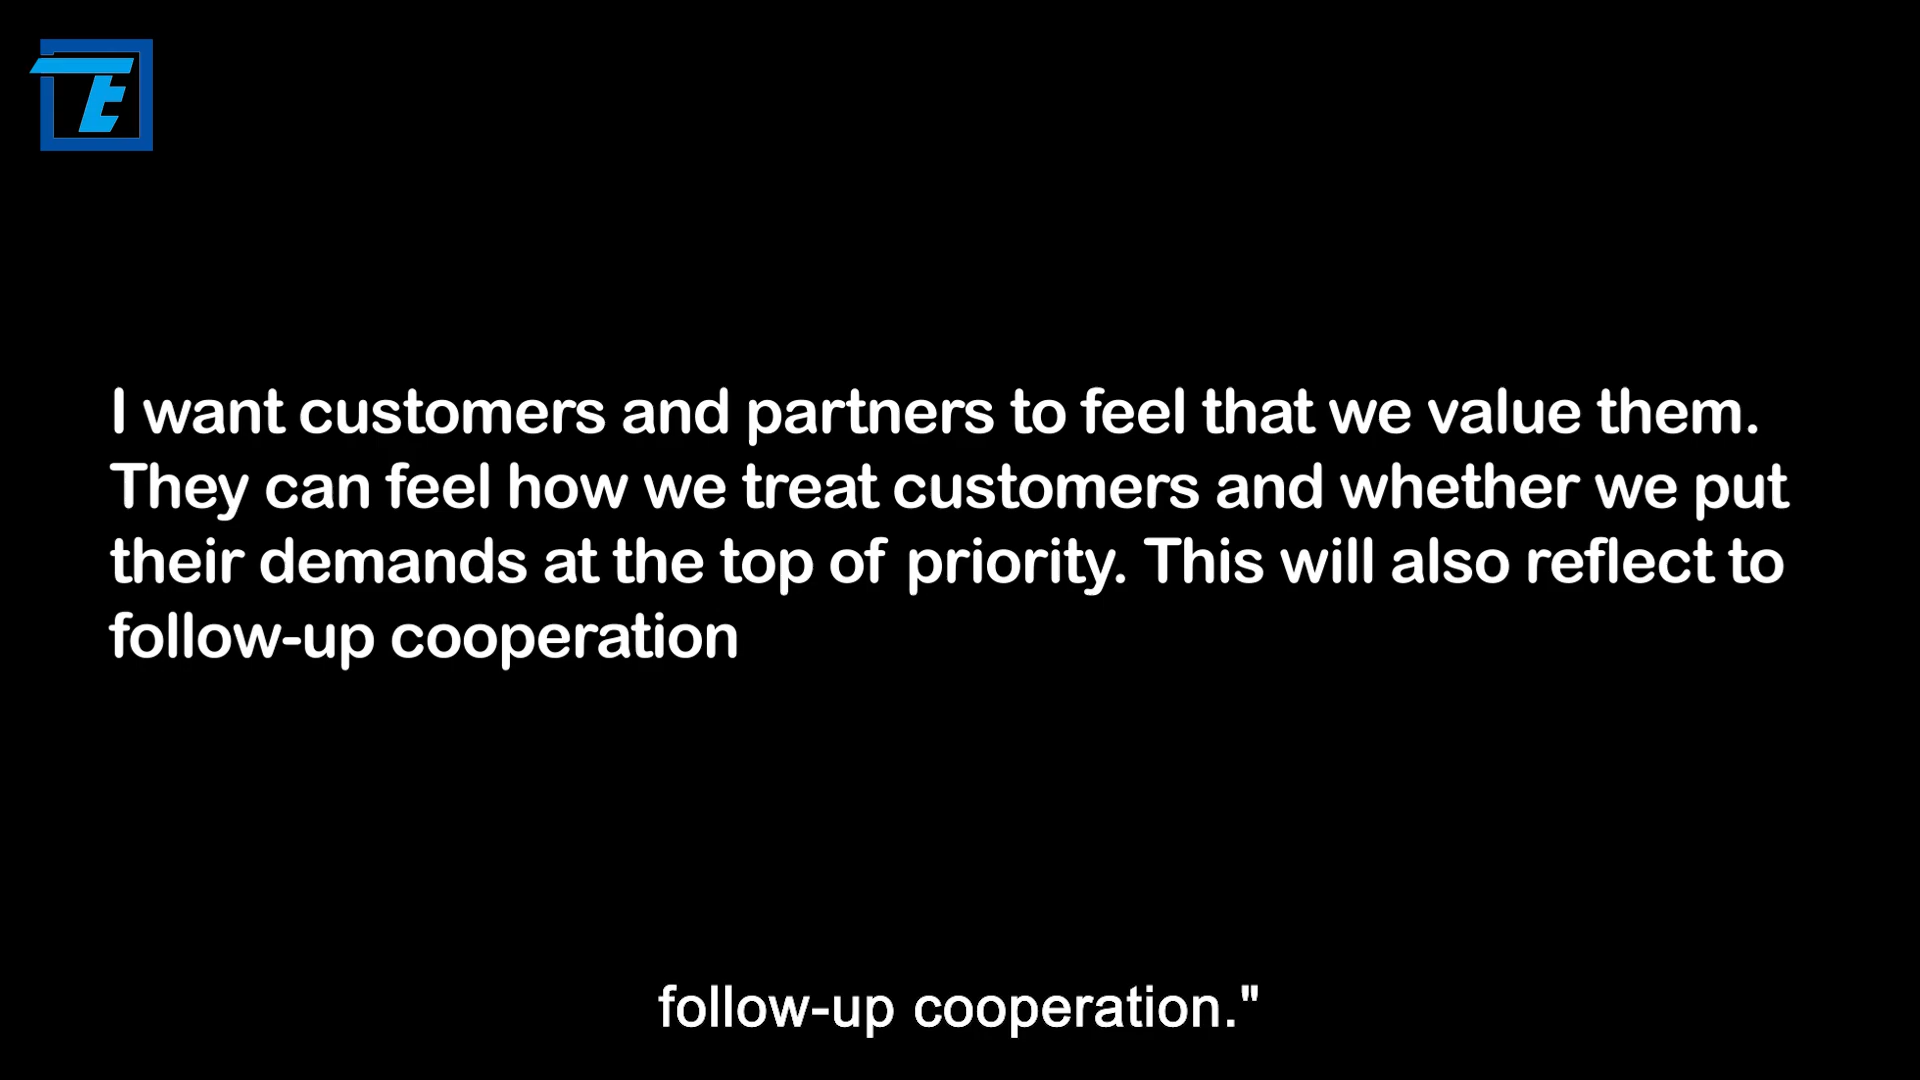 TE
I want customers and partners to feel that we value them.
They can feel how we treat customers and whether we put
their demands at the top of priority. This will also reflect to
follow-up cooperation
follow-up cooperation."